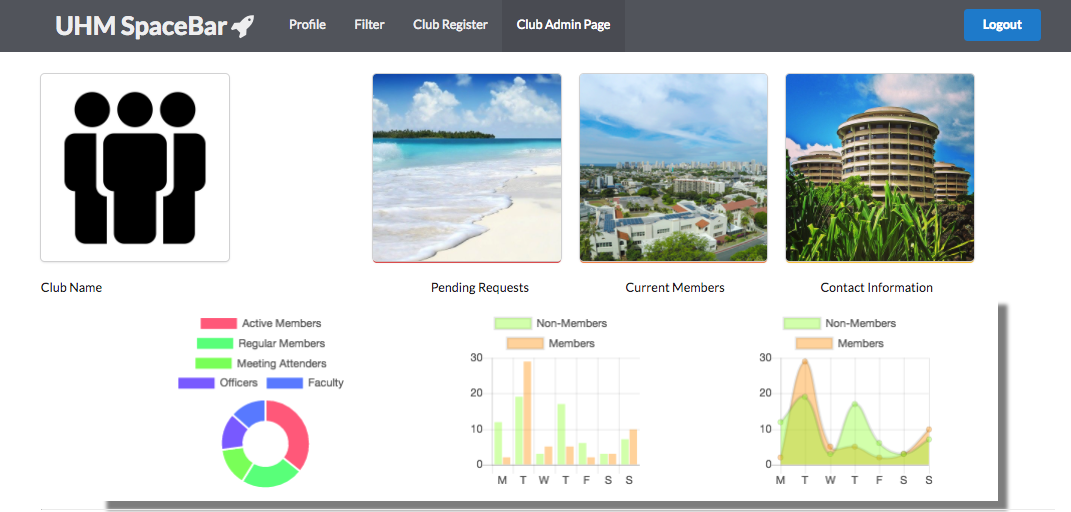 UHM SpaceBar Profile Filter Club Register Club Admin Page Logout
Club Name Pending Requests Current Members Contact Information
Active Members
Regular Members
Meeting Attenders
Officers Faculty
Non-Members
Members
30
20
10
0
M T W T F S S
Non-Members
Members
30
20
10
0
M T W T F S S